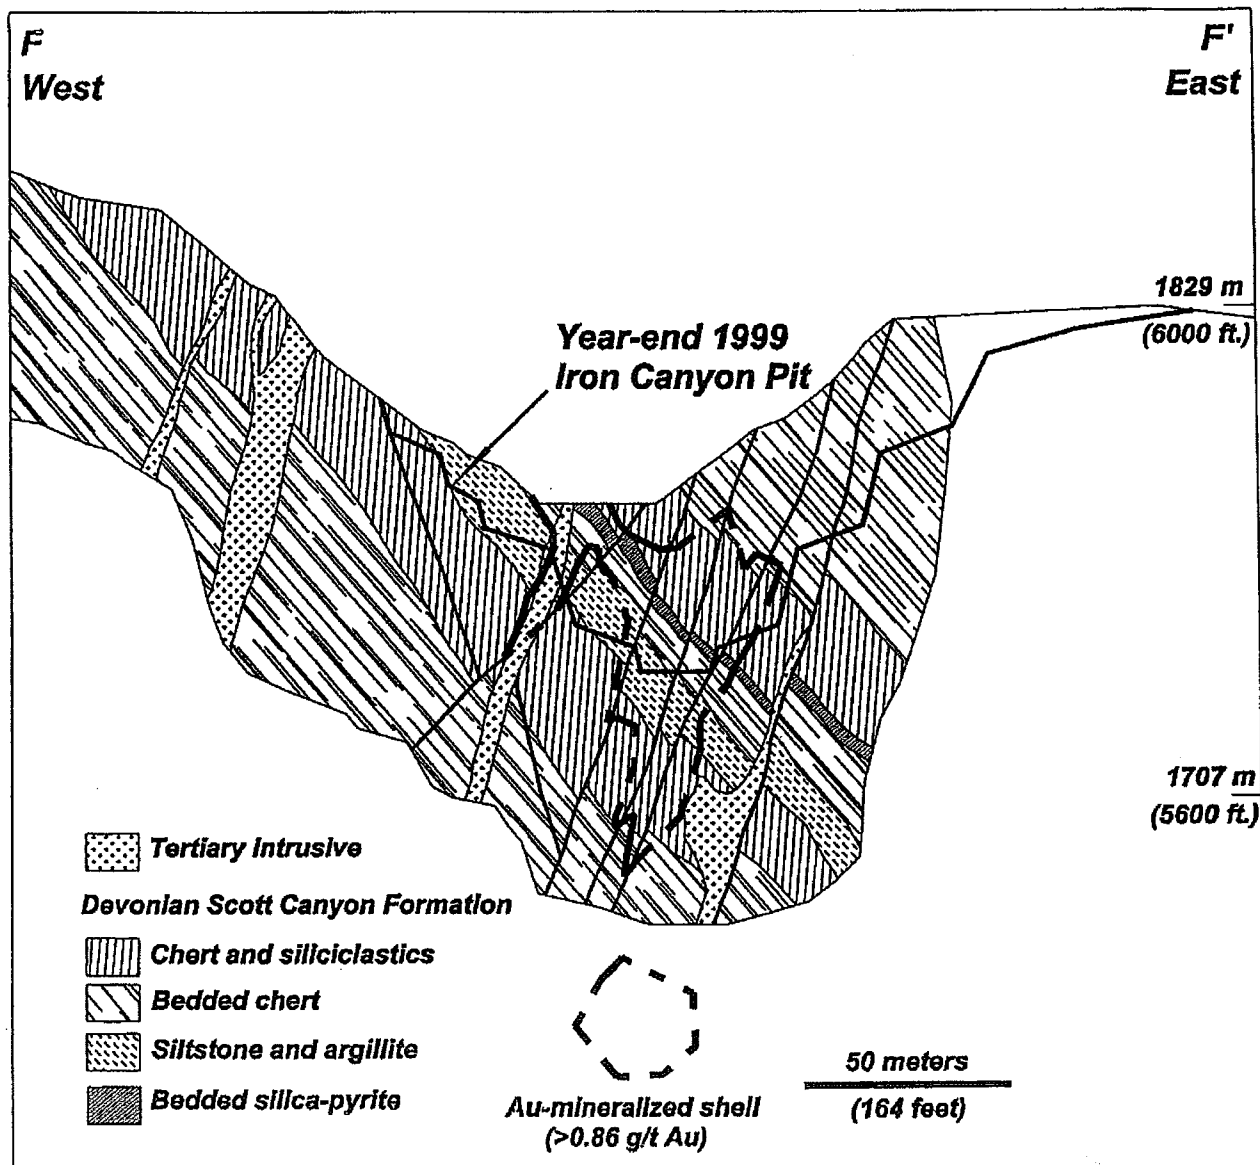 F
West
F'
East
1829 m
(6000 ft.)
Year-end 1999
Iron Canyon Pit
1707 m
(5600 ft.)
Tertiary Intrusive
Devonian Scott Canyon Formation
Chert and siliciclastics
Bedded chert
Siltstone and argillite
Bedded silica-pyrite
Au-mineralized shell
(>0.86 g/t Au)
50 meters
(164 feet)